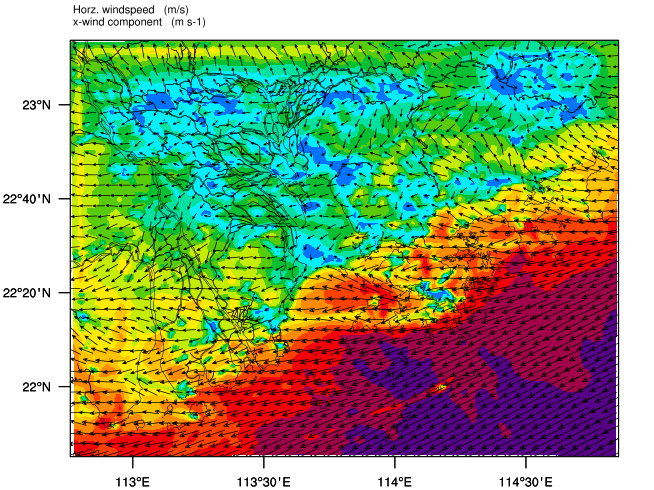 Horz. windspeed (m/s)
x-wind component (m s-1)
23°N
22°40'N
22°20'N
22°N
113°E
113°30'E
114°E
114°30'E